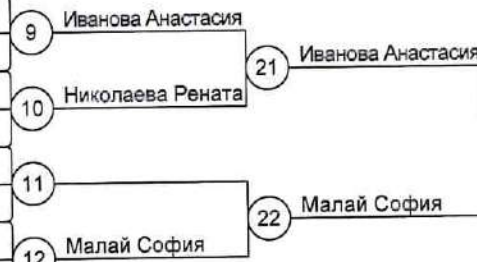 9 Иванова Анастасия
21 Иванова Анастасия
10 Николаева Рената
11
22 Малай София
12 Малай София